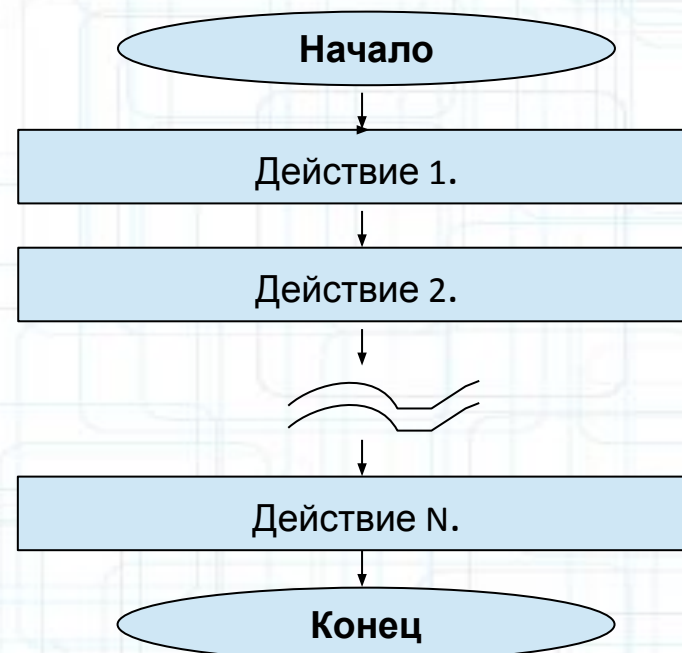 Начало
Действие 1.
Действие 2.
Действие N.
Конец